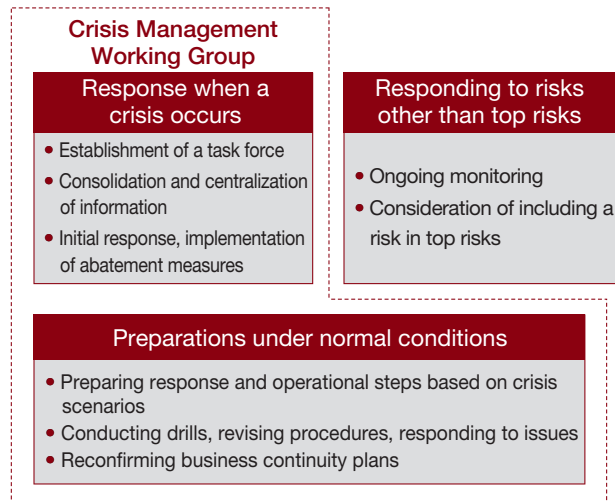 Crisis Management
Working Group
Response when a
crisis occurs
• Establishment of a task force
• Consolidation and centralization
of information
• Initial response, implementation
of abatement measures
Responding to risks
other than top risks
• Ongoing monitoring
• Consideration of including a
risk in top risks
Preparations under normal conditions
• Preparing response and operational steps based on crisis
scenarios
• Conducting drills, revising procedures, responding to issues
• Reconfirming business continuity plans